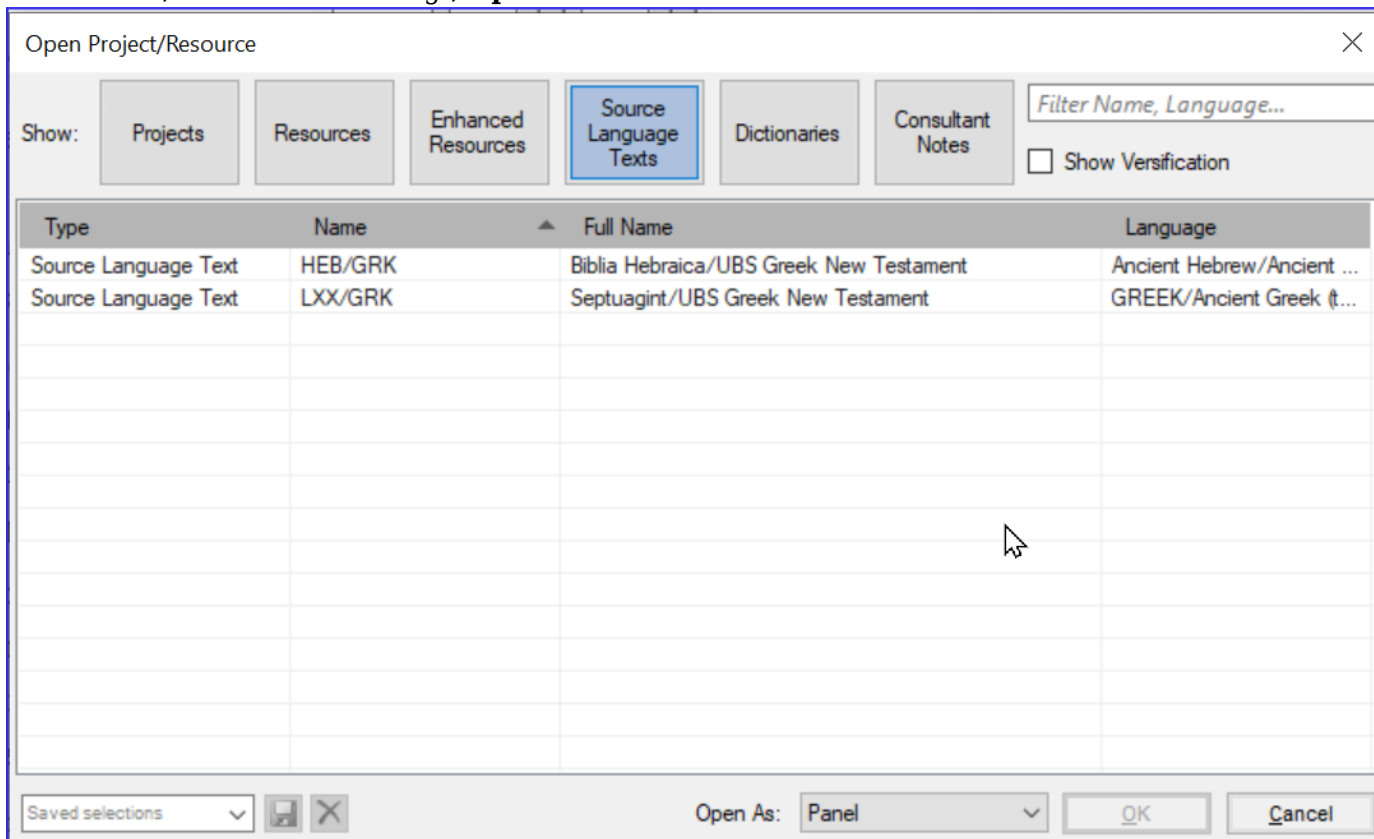 Open Project/Resource
Show:
Projects
Resources
Enhanced
Resources
Source
Language
Texts
Dictionaries
Consultant
Notes
Filter Name, Language...
Show Versification
Type Name Full Name Language
Source Language Text HEB/GRK Biblia Hebraica/UBS Greek New Testament Ancient Hebrew/Ancient ...
Source Language Text LXX/GRK Septuagint/UBS Greek New Testament GREEK/Ancient Greek (t...
Saved selections
Open As: Panel OK Cancel